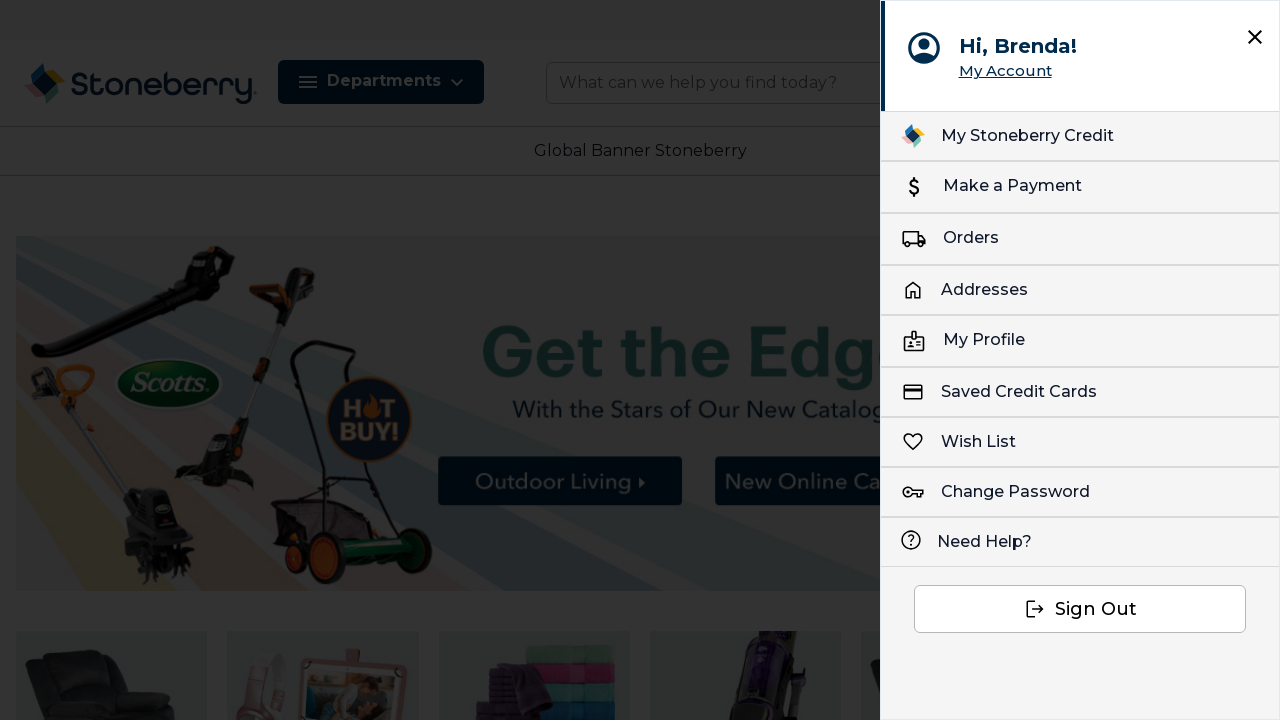 Stoneberry
Departments
What can we help you find today?
Global Banner Stoneberry
Scotts
HOT
BUY!
Get the Edg
With the Stars of Our New Catalog
Outdoor Living
New Online Ca
Hi, Brenda!
My Account
My Stoneberry Credit
Make a Payment
Orders
Addresses
My Profile
Saved Credit Cards
Wish List
Change Password
Need Help?
Sign Out